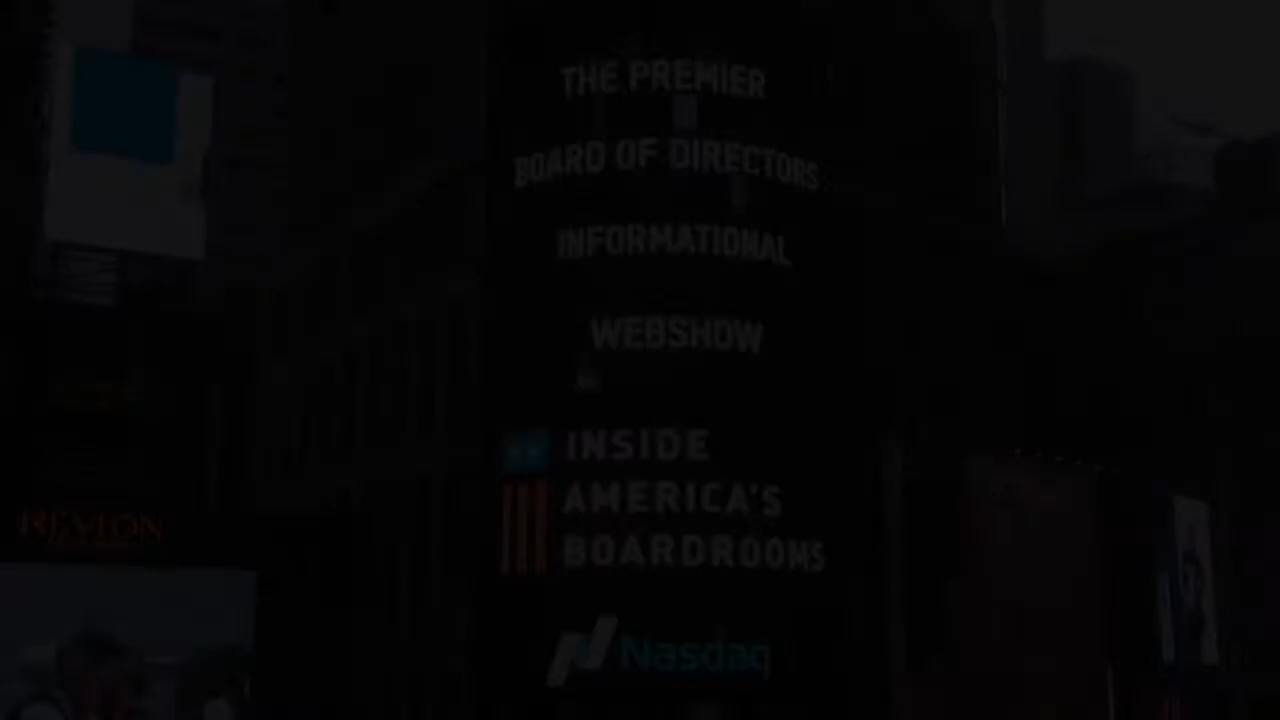 THE PREMIER
BOARD OF DIRECTORS
INFORMATIONAL
WEBSHOW
INSIDE
AMERICA'S
BOARDROOMS
REVLON
Nasdaq